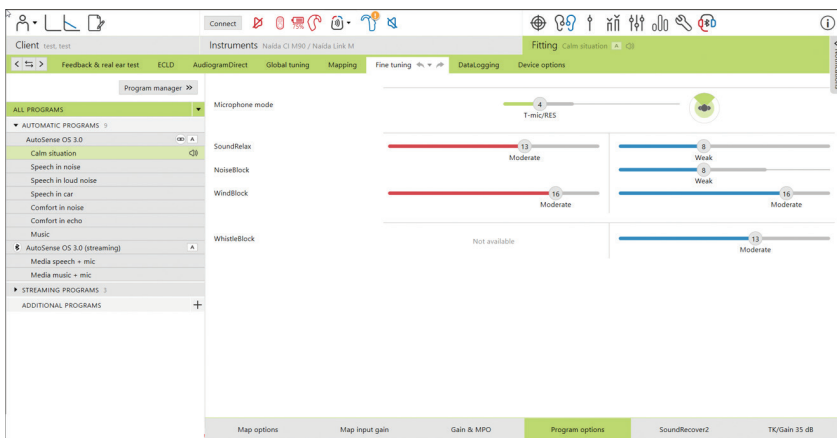 Connect
1
Client test, test
Instruments Naída CI M90 / Naída Link M
Fitting Calm situation A
Feedback & real ear test ECLD AudiogramDirect Global tuning Mapping Fine tuning DataLogging Device options
Program manager
ALL PROGRAMS
AUTOMATIC PROGRAMS 9
AutoSense OS 3.0 A
Calm situation
Speech in noise
Speech in loud noise
Speech in car
Comfort in noise
Comfort in echo
Music
AutoSense OS 3.0 (streaming) A
Media speech + mic
Media music + mic
STREAMING PROGRAMS 3
ADDITIONAL PROGRAMS
Microphone mode
4
T-mic/RES
SoundRelax
13
Moderate
8
Weak
NoiseBlock
8
Weak
WindBlock
16
Moderate
16
Moderate
WhistleBlock
Not available
13
Moderate
Map options Map input gain Gain & MPO Program options SoundRecover2 TK/Gain 35 dB